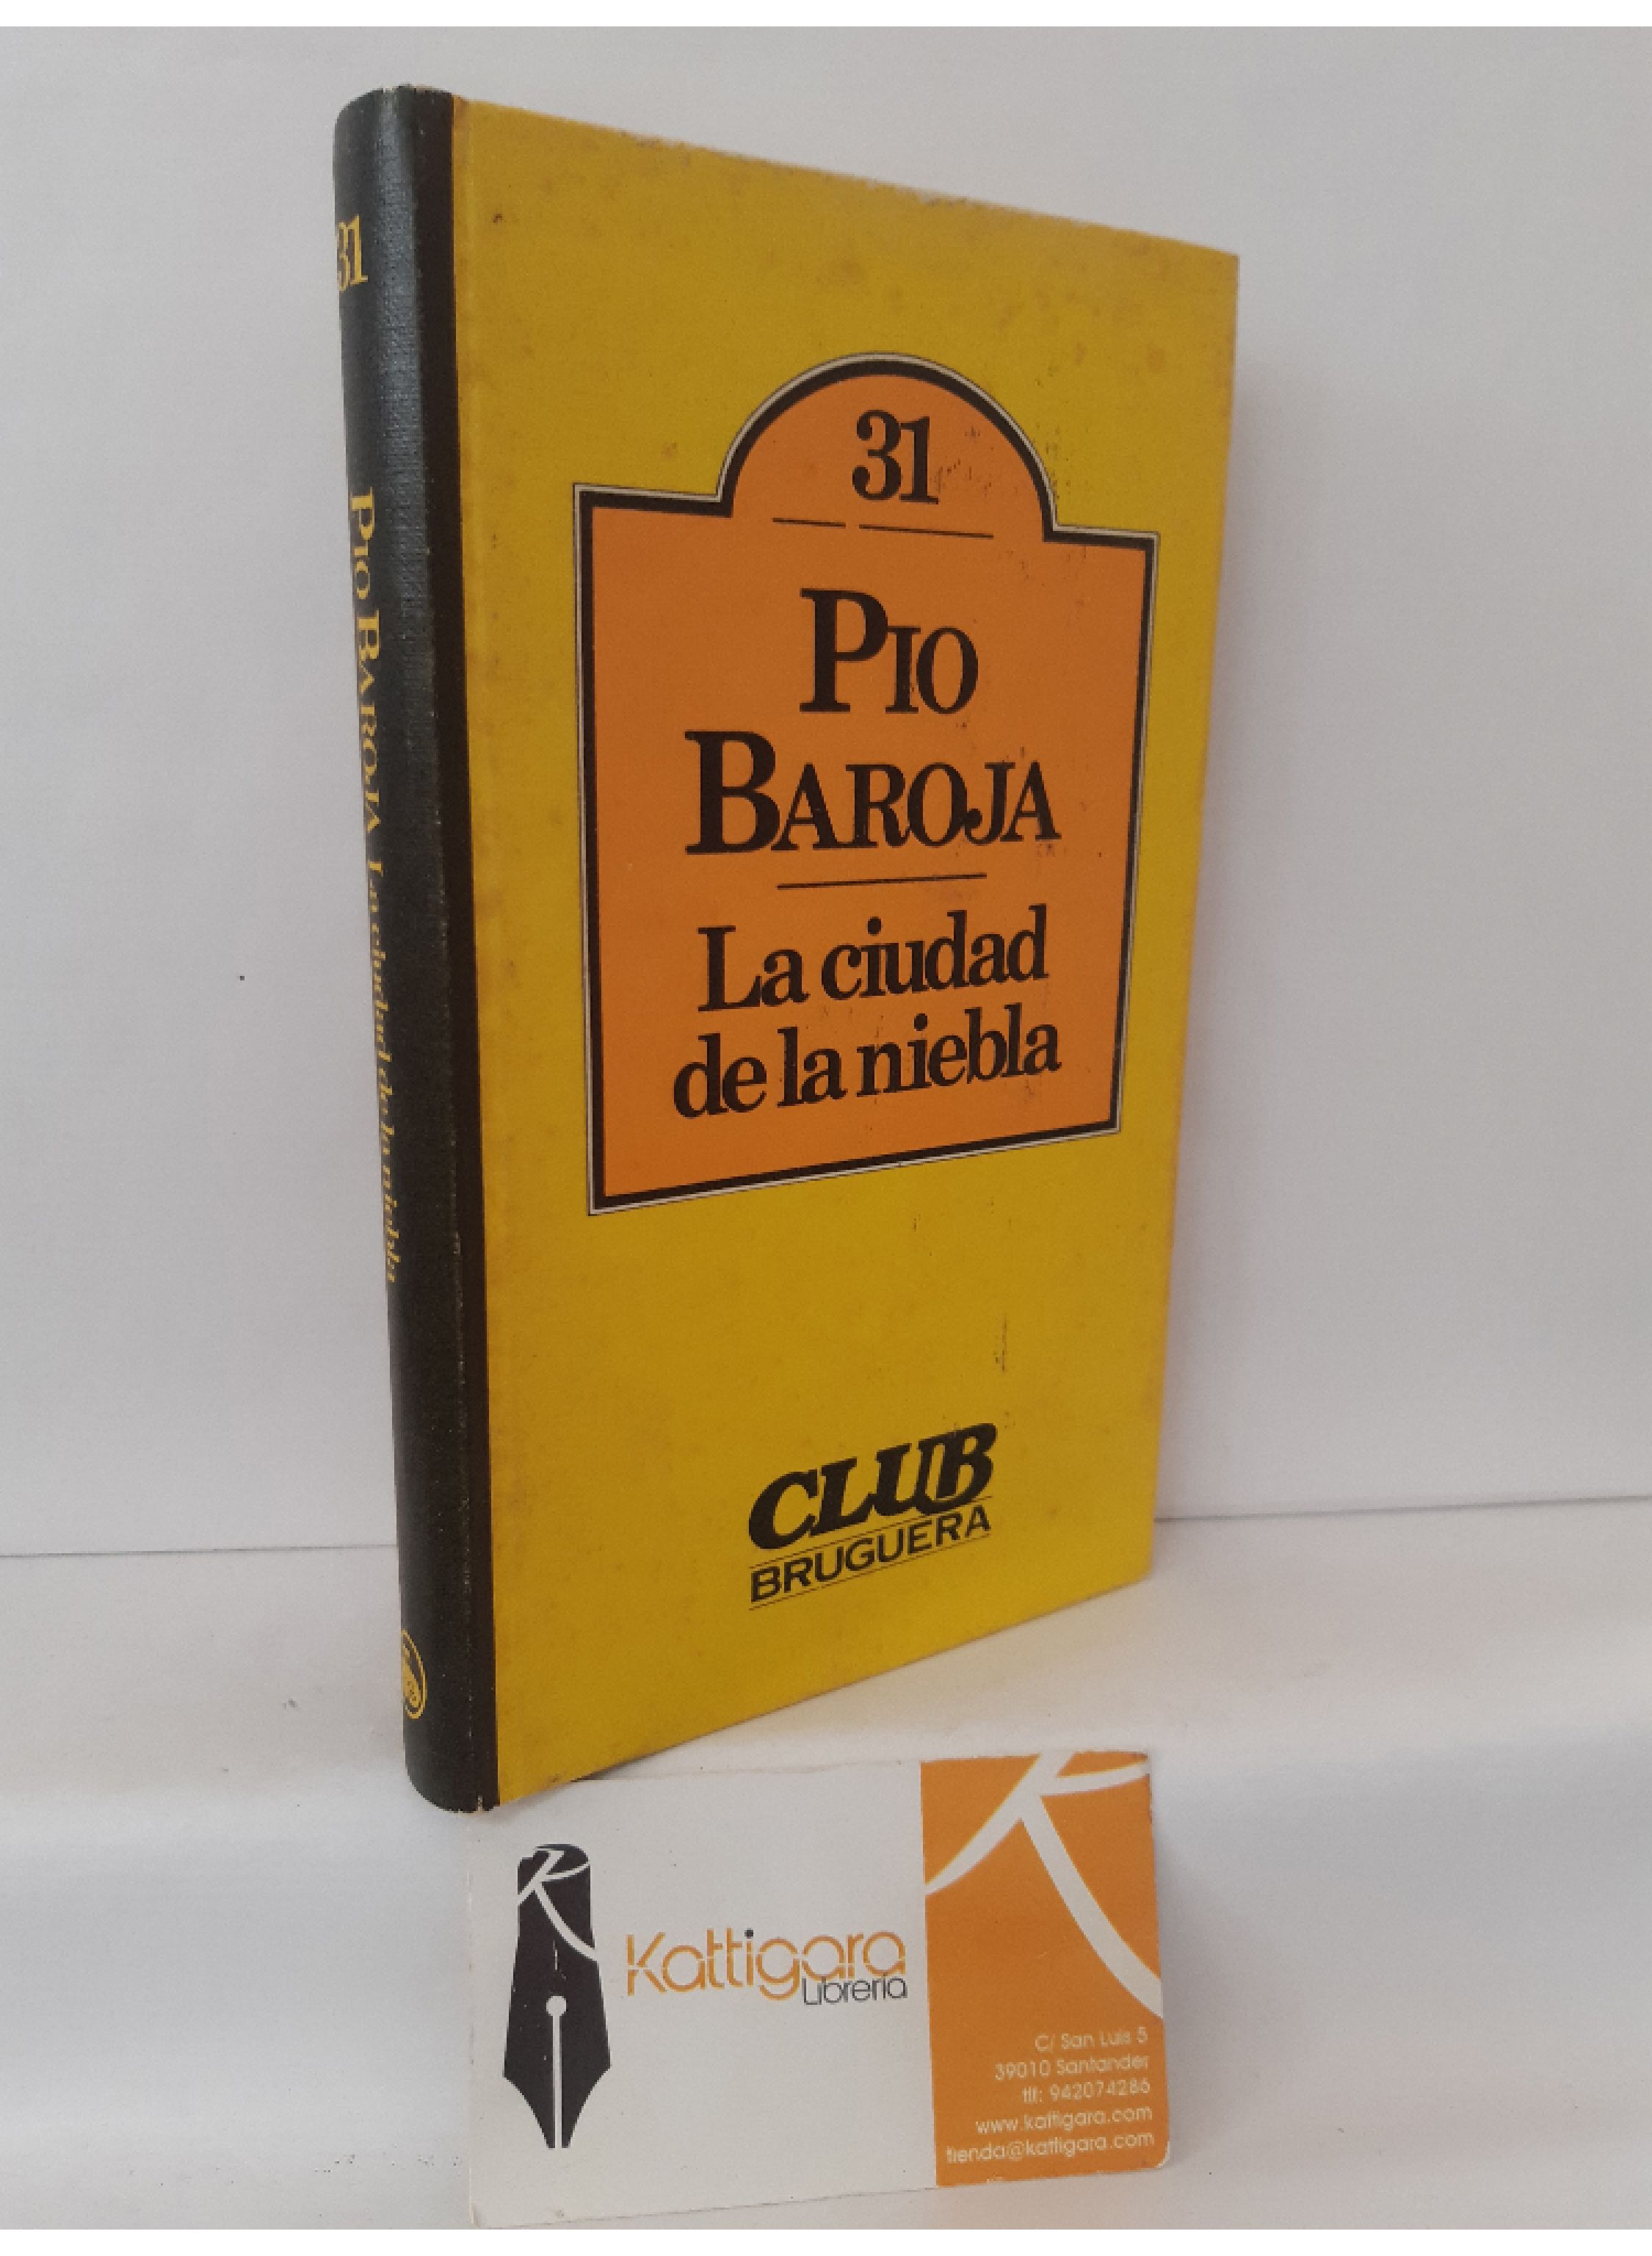 31
PIO BAROJA La ciudad de la niebla
31
PIO
BAROJA
La ciudad
de la niebla
CLUB
BRUGUERA
Kattigara
Librería
C/ San Luis 5
39010 Santander
tlf: 942074286
www.kattigara.com
tienda@kattigara.com